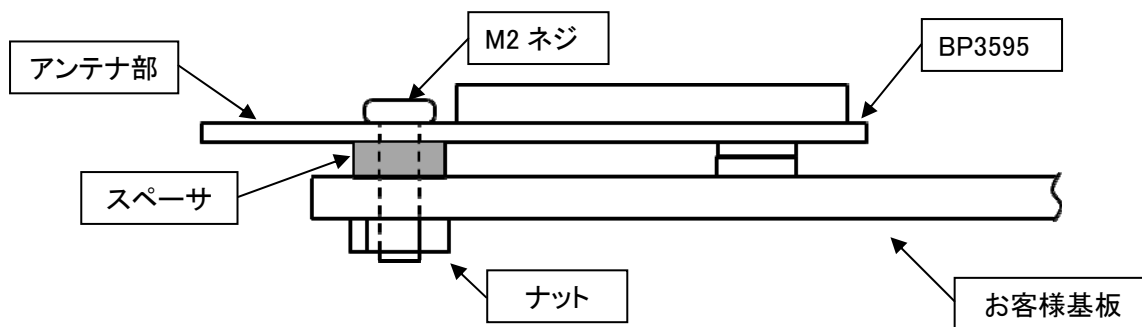 M2 ネジ
BP3595
アンテナ部
スペーサ
ナット
お客様基板